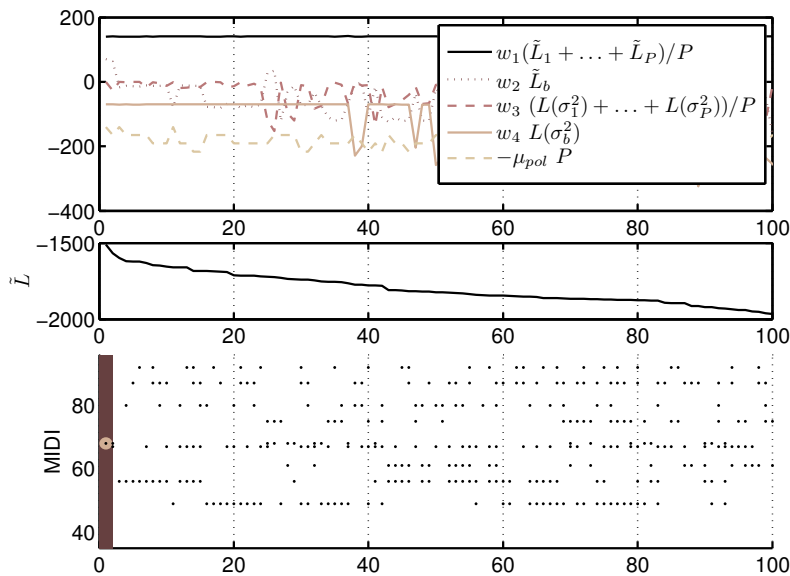 200
0
−200
−400
w₁(L̃₁ + … + L̃_P)/P
w₂ L̃_b
w₃ (L(σ₁²) + … + L(σ_P²))/P
w₄ L(σ_b²)
−μ_pol P
0 20 40 60 80 100
L̃
−1500
−2000
0 20 40 60 80 100
MIDI
80
60
40
0 20 40 60 80 100